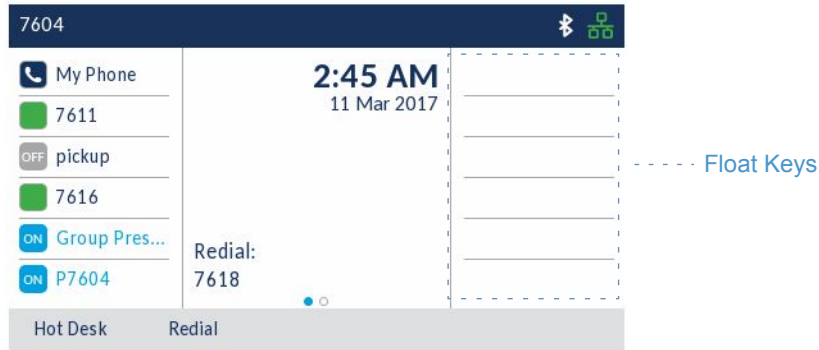 7604
My Phone
7611
OFF pickup
7616
ON Group Pres...
ON P7604
2:45 AM
11 Mar 2017
Redial:
7618
Float Keys
Hot Desk Redial